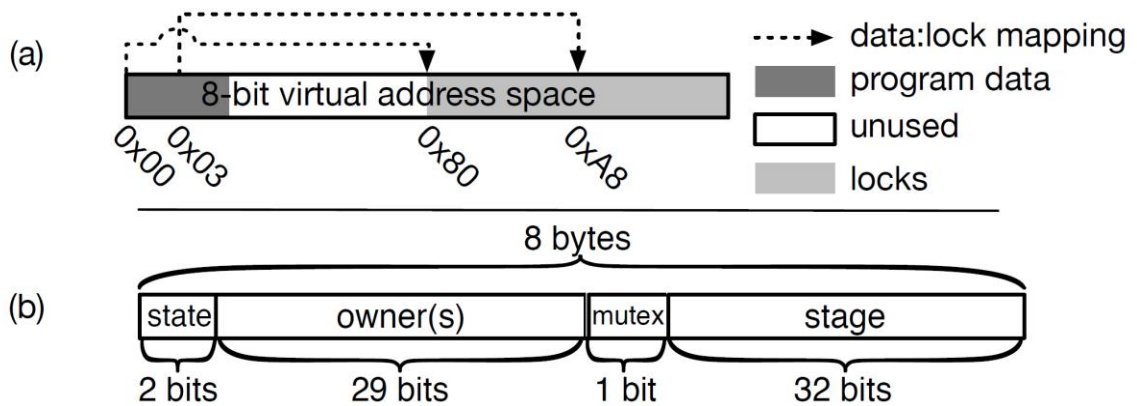 (a)
data:lock mapping
program data
unused
locks
8-bit virtual address space
0x00
0x03
0x80
0xA8
8 bytes
(b)
state owner(s) mutex stage
2 bits 29 bits 1 bit 32 bits